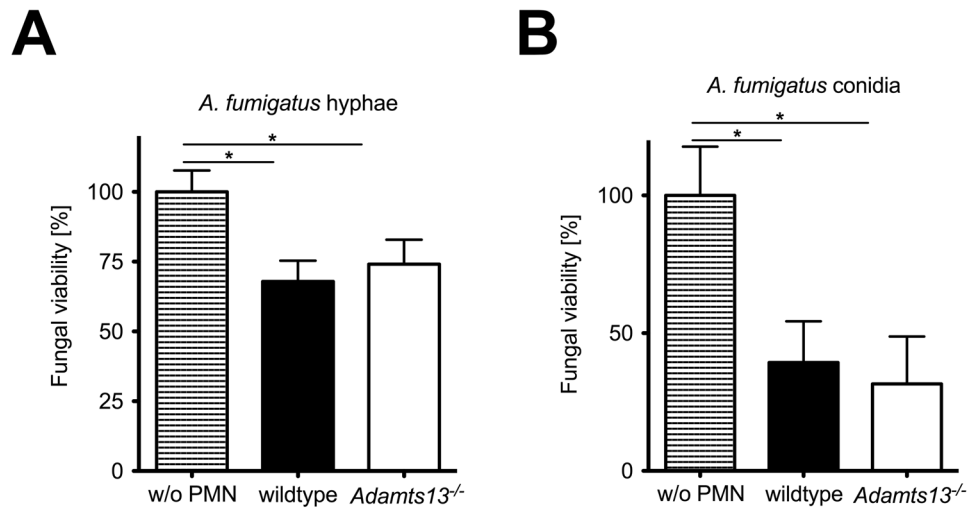 A
B
A. fumigatus hyphae
A. fumigatus conidia
*
*
*
*
Fungal viability [%]
100
75
50
25
0
w/o PMN wildtype Adamts13-/-
Fungal viability [%]
100
50
0
w/o PMN wildtype Adamts13-/-